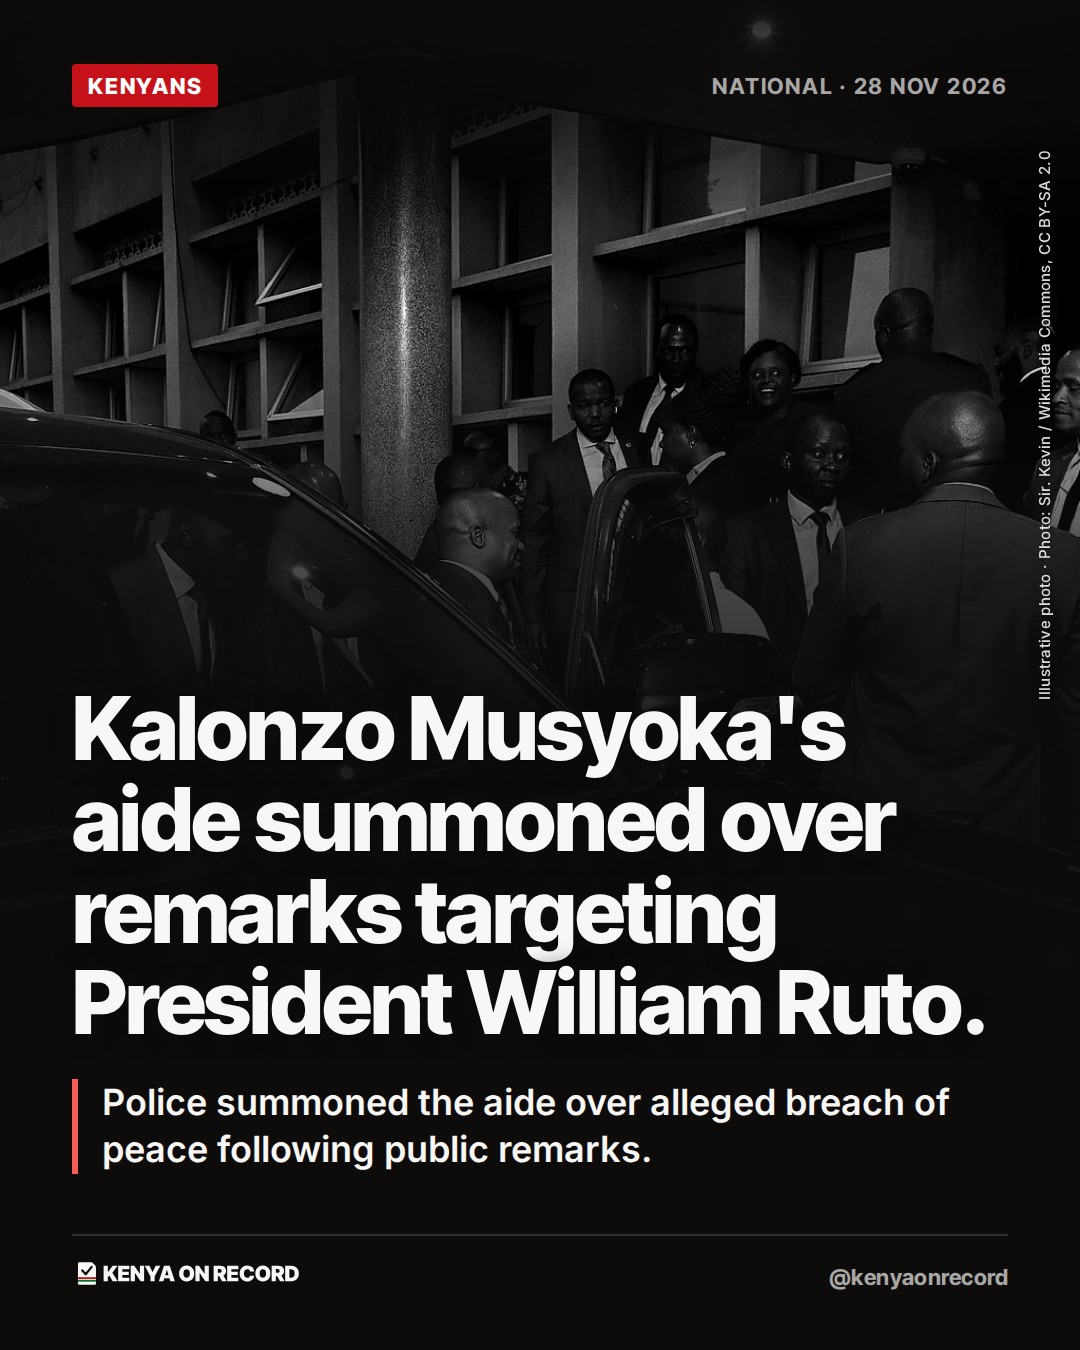 KENYANS
NATIONAL · 28 NOV 2026
Illustrative photo · Photo: Sir. Kevin / Wikimedia Commons, CC BY-SA 2.0
Kalonzo Musyoka's
aide summoned over
remarks targeting
President William Ruto.
Police summoned the aide over alleged breach of
peace following public remarks.
KENYA ON RECORD
@kenyaonrecord